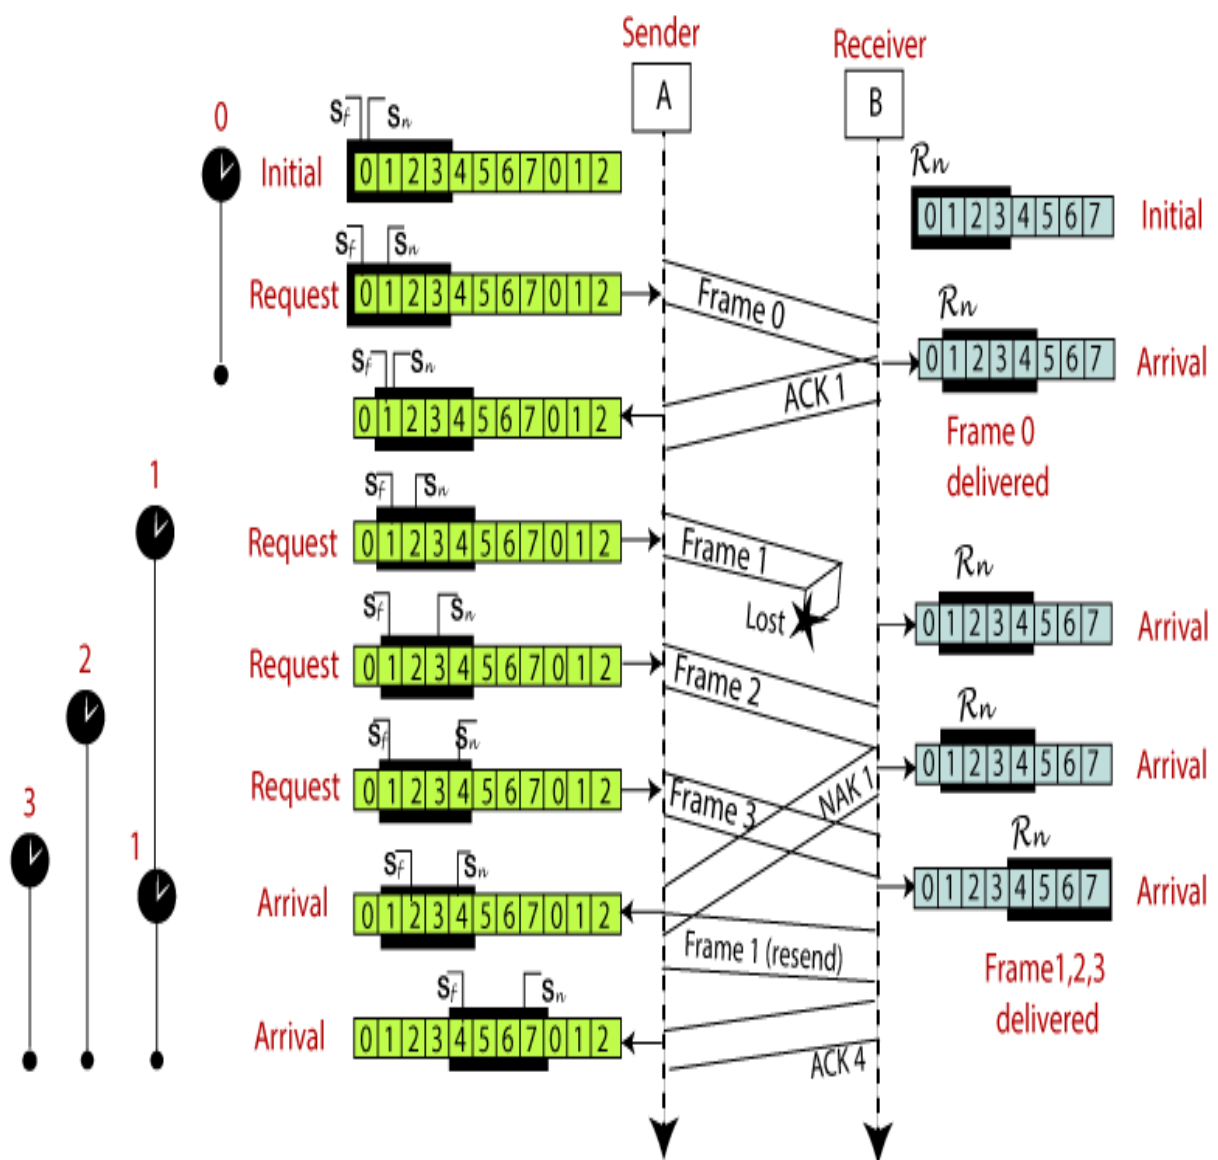 Sender
Receiver
A
B
0
Sf Sn
Initial
0 1 2 3 4 5 6 7 0 1 2
Rn
0 1 2 3 4 5 6 7
Initial
Sf Sn
Request
0 1 2 3 4 5 6 7 0 1 2
Frame 0
Rn
0 1 2 3 4 5 6 7
Arrival
Sf Sn
0 1 2 3 4 5 6 7 0 1 2
ACK 1
Frame 0
delivered
1
Sf Sn
Request
0 1 2 3 4 5 6 7 0 1 2
Frame 1
Lost
Rn
0 1 2 3 4 5 6 7
Arrival
2
Sf Sn
Request
0 1 2 3 4 5 6 7 0 1 2
Frame 2
Rn
0 1 2 3 4 5 6 7
Arrival
3
Sf Sn
Request
0 1 2 3 4 5 6 7 0 1 2
Frame 3
NAK 1
Rn
0 1 2 3 4 5 6 7
Arrival
1
Sf Sn
Arrival
0 1 2 3 4 5 6 7 0 1 2
Frame 1 (resend)
Frame1,2,3
delivered
Sf Sn
Arrival
0 1 2 3 4 5 6 7 0 1 2
ACK 4